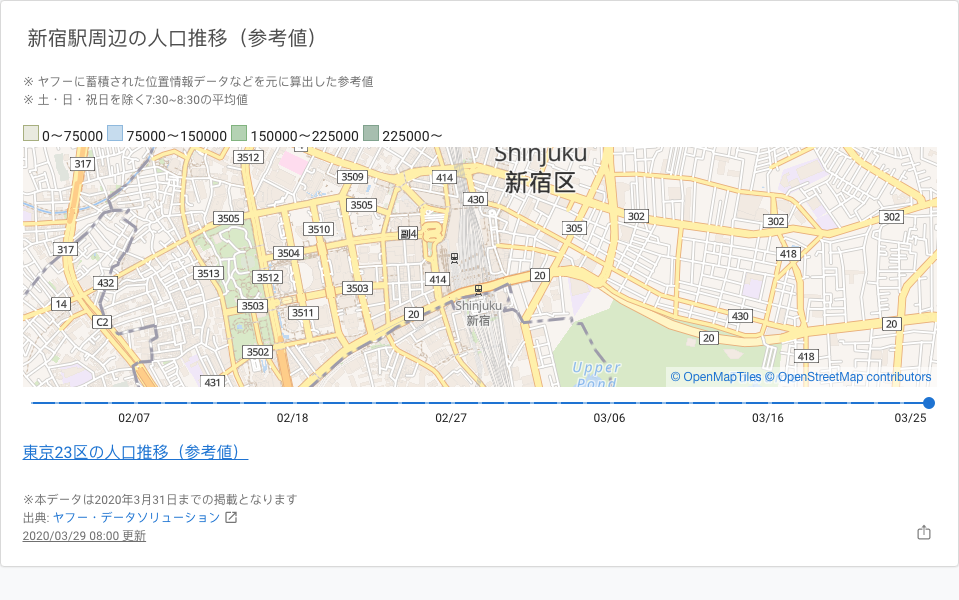 新宿駅周辺の人口推移（参考値）
※ ヤフーに蓄積された位置情報データなどを元に算出した参考値
※ 土・日・祝日を除く7:30~8:30の平均値
0〜75000 75000〜150000 150000〜225000 225000〜
Shinjuku
新宿区
317
3512
3509
414
430
3505
3505
302
302
302
3510
305
副4
317
3504
418
3513
3512
414
20
432
3503
14
3503
3511
20
Shinjuku
新宿
430
C2
20
20
3502
418
431
Upper
Pond
© OpenMapTiles © OpenStreetMap contributors
02/07 02/18 02/27 03/06 03/16 03/25
東京23区の人口推移（参考値）
※本データは2020年3月31日までの掲載となります
出典: ヤフー・データソリューション
2020/03/29 08:00 更新